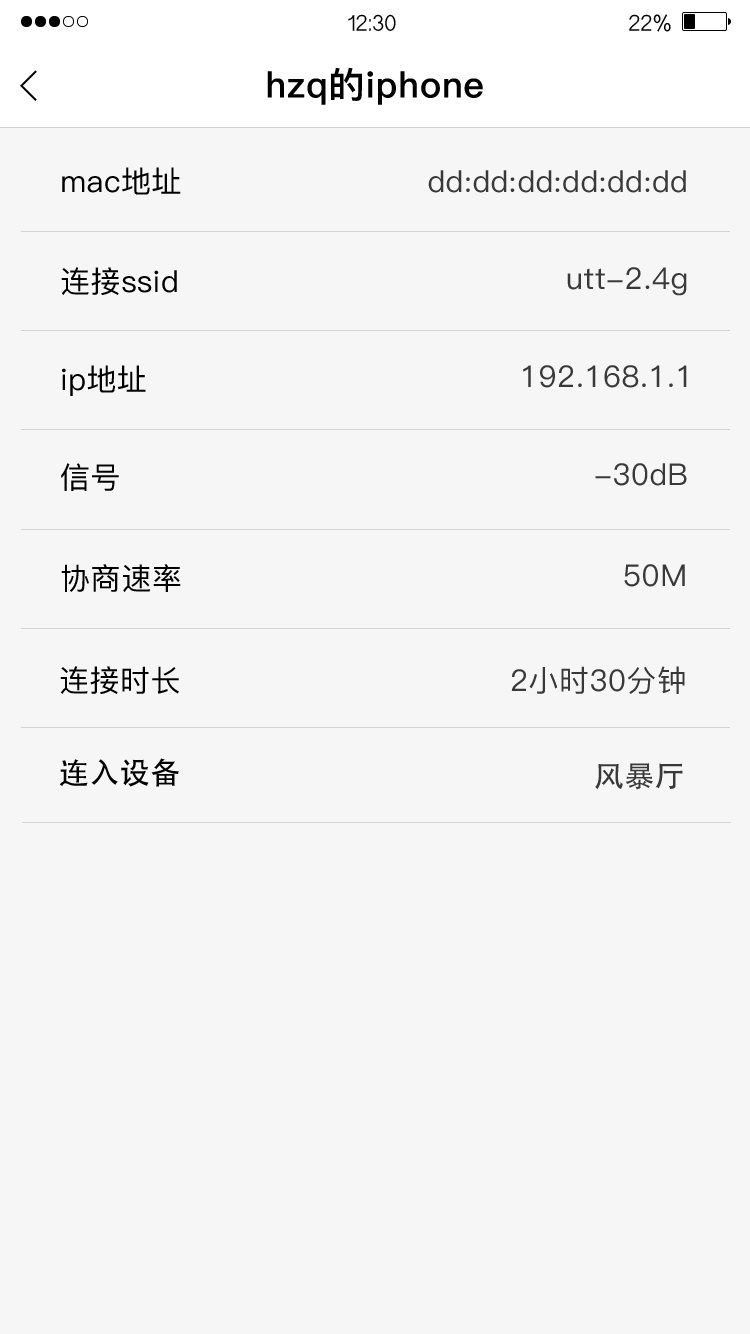 12:30
22%
hzq的iphone
mac地址 dd:dd:dd:dd:dd:dd
连接ssid utt-2.4g
ip地址 192.168.1.1
信号 -30dB
协商速率 50M
连接时长 2小时30分钟
连入设备 风暴厅